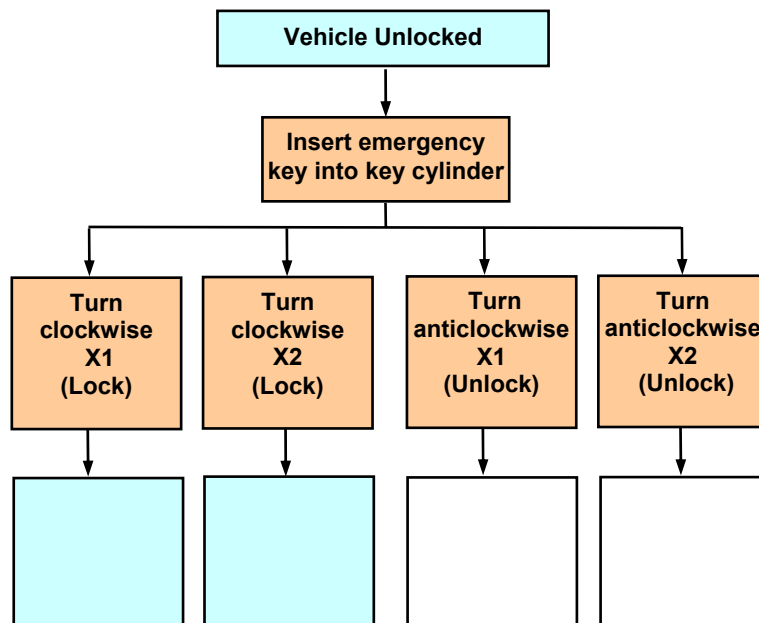 Vehicle Unlocked
Insert emergency
key into key cylinder
Turn
clockwise
X1
(Lock)
Turn
clockwise
X2
(Lock)
Turn
anticlockwise
X1
(Unlock)
Turn
anticlockwise
X2
(Unlock)